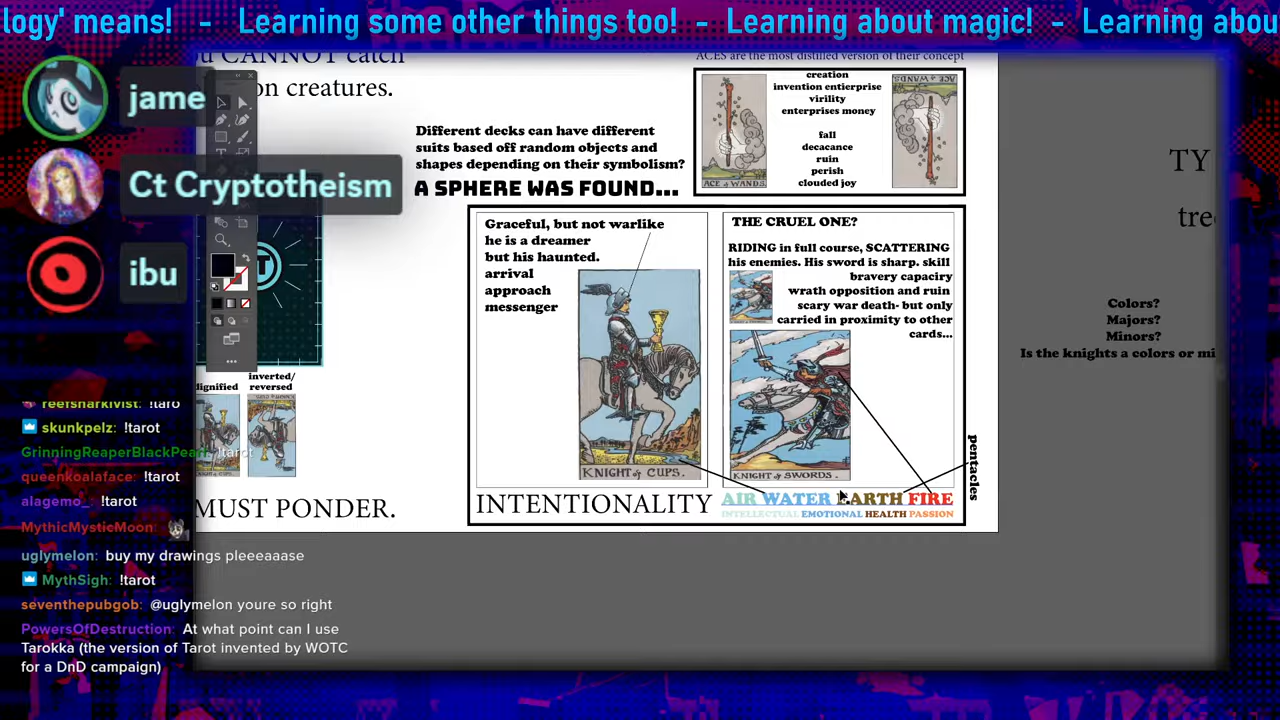 logy' means! - Learning some other things too! - Learning about magic! - Learning abou
ou CANNOT catch
on creatures.
jame
Ct Cryptotheism
ibu
ACES are the most distilled version of their concept
creation
invention entierprise
virility
enterprises money
fall
decacance
ruin
perish
clouded joy
ACE of WANDS.
ACE of WANDS.
Different decks can have different
suits based off random objects and
shapes depending on their symbolism?
A SPHERE WAS FOUND...
Graceful, but not warlike
he is a dreamer
but his haunted.
arrival
approach
messenger
KNIGHT of CUPS.
THE CRUEL ONE?
RIDING in full course, SCATTERING
his enemies. His sword is sharp. skill
bravery capaciry
wrath opposition and ruin
scary war death- but only
carried in proximity to other
cards...
KNIGHT of SWORDS.
pentacles
INTENTIONALITY
AIR WATER EARTH FIRE
INTELLECTUAL EMOTIONAL HEALTH PASSION
dignified
inverted/
reversed
MUST PONDER.
TY
tre
Colors?
Majors?
Minors?
Is the knights a colors or mi
reefsharkivist: !taro
skunkpelz: !tarot
GrinningReaperBlackPearl: !tarot
queenkoalaface: !tarot
alagemo_: !tarot
MythicMysticMoon:
uglymelon: buy my drawings pleeeaaase
MythSigh: !tarot
seventhepubgob: @uglymelon youre so right
PowersOfDestruction: At what point can I use
Tarokka (the version of Tarot invented by WOTC
for a DnD campaign)